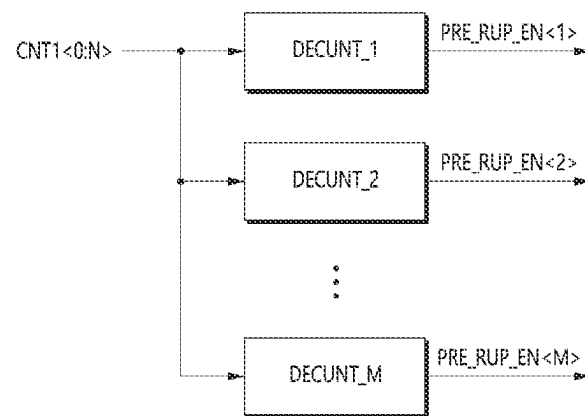 PRE_RUP_EN<1>
CNT1<0:N>
DECUNT_1
PRE_RUP_EN<2>
DECUNT_2
PRE_RUP_EN<M>
DECUNT_M